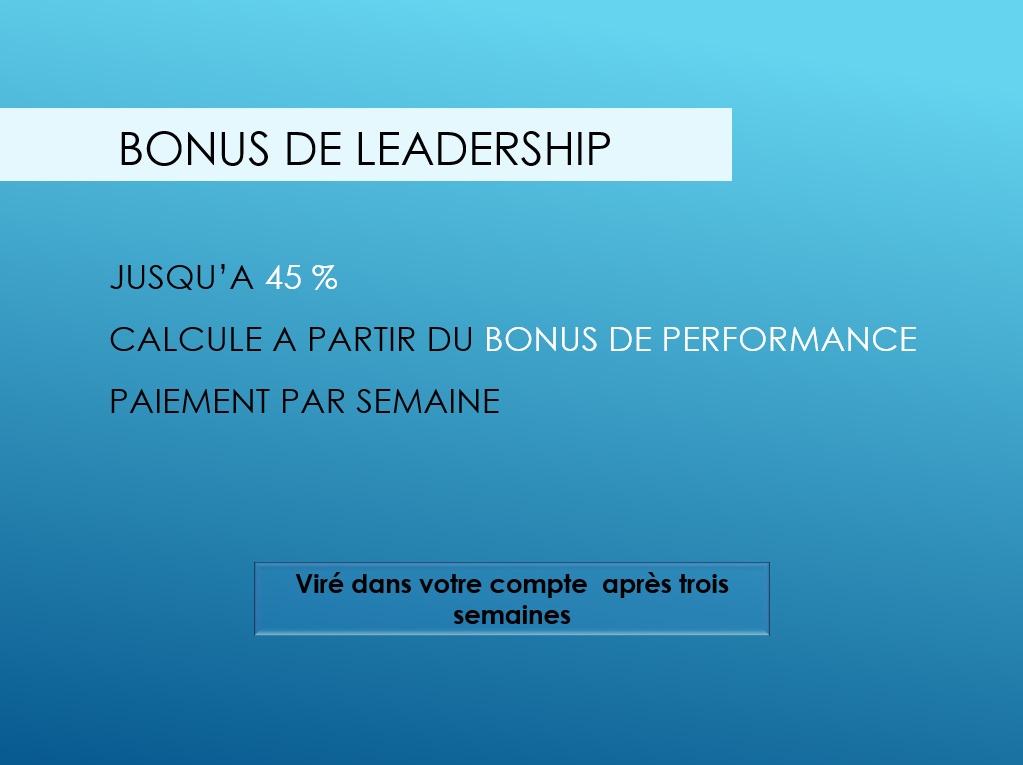 BONUS DE LEADERSHIP
JUSQU’A 45 %
CALCULE A PARTIR DU BONUS DE PERFORMANCE
PAIEMENT PAR SEMAINE
Viré dans votre compte  après trois
semaines